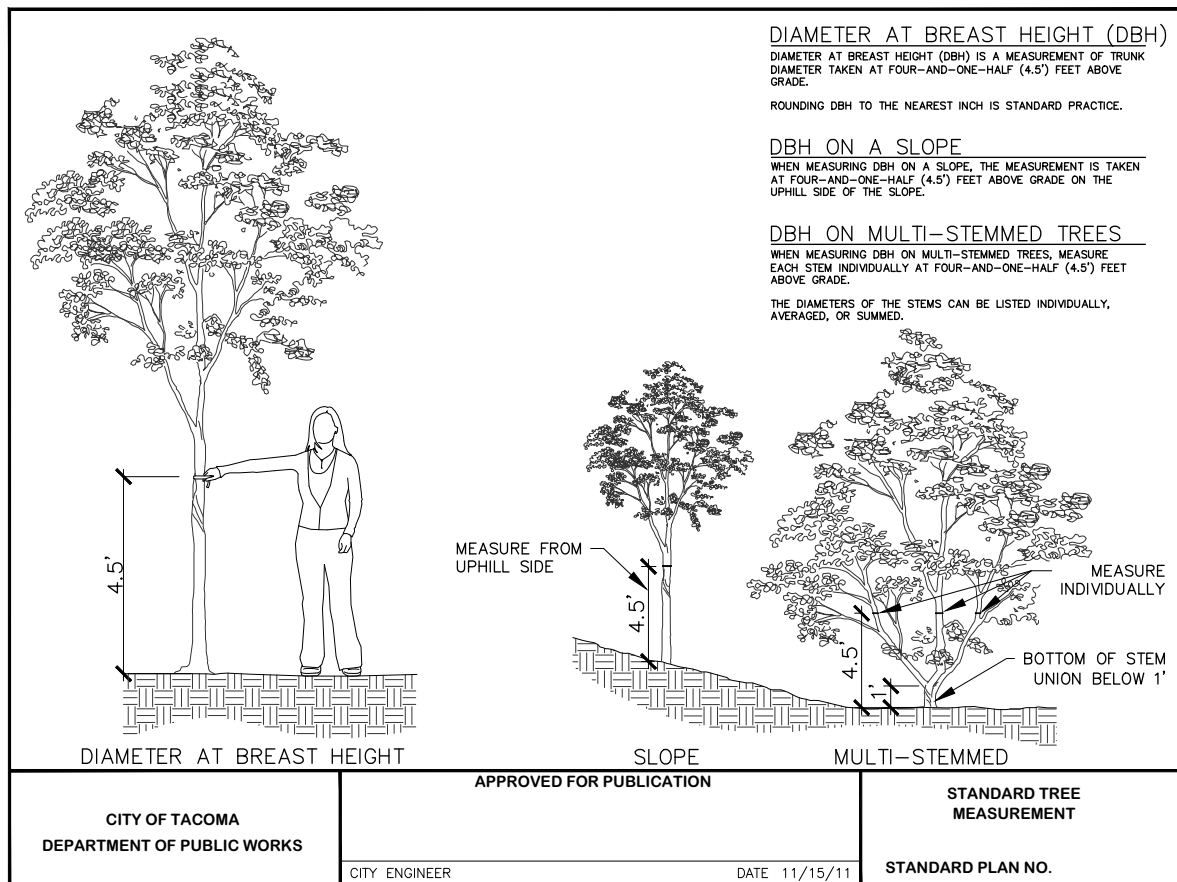 DIAMETER AT BREAST HEIGHT (DBH)
DIAMETER AT BREAST HEIGHT (DBH) IS A MEASUREMENT OF TRUNK
DIAMETER TAKEN AT FOUR-AND-ONE-HALF (4.5') FEET ABOVE
GRADE.
ROUNDING DBH TO THE NEAREST INCH IS STANDARD PRACTICE.
DBH ON A SLOPE
WHEN MEASURING DBH ON A SLOPE, THE MEASUREMENT IS TAKEN
AT FOUR-AND-ONE-HALF (4.5') FEET ABOVE GRADE ON THE
UPHILL SIDE OF THE SLOPE.
DBH ON MULTI-STEMMED TREES
WHEN MEASURING DBH ON MULTI-STEMMED TREES, MEASURE
EACH STEM INDIVIDUALLY AT FOUR-AND-ONE-HALF (4.5') FEET
ABOVE GRADE.
THE DIAMETERS OF THE STEMS CAN BE LISTED INDIVIDUALLY,
AVERAGED, OR SUMMED.
4.5'
DIAMETER AT BREAST HEIGHT
MEASURE FROM
UPHILL SIDE
4.5'
SLOPE
MEASURE
INDIVIDUALLY
4.5'
1'
BOTTOM OF STEM
UNION BELOW 1'
MULTI-STEMMED
CITY OF TACOMA
DEPARTMENT OF PUBLIC WORKS
APPROVED FOR PUBLICATION
CITY ENGINEER
DATE 11/15/11
STANDARD TREE
MEASUREMENT
STANDARD PLAN NO.